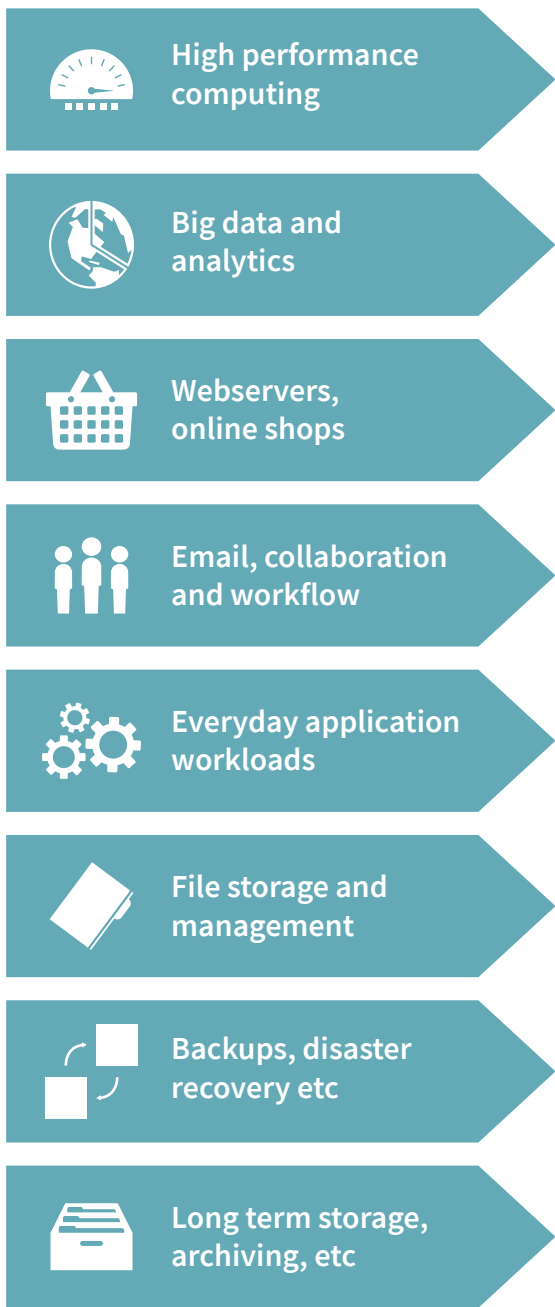 High performance
computing
Big data and
analytics
Webservers,
online shops
Email, collaboration
and workflow
Everyday application
workloads
File storage and
management
Backups, disaster
recovery etc
Long term storage,
archiving, etc